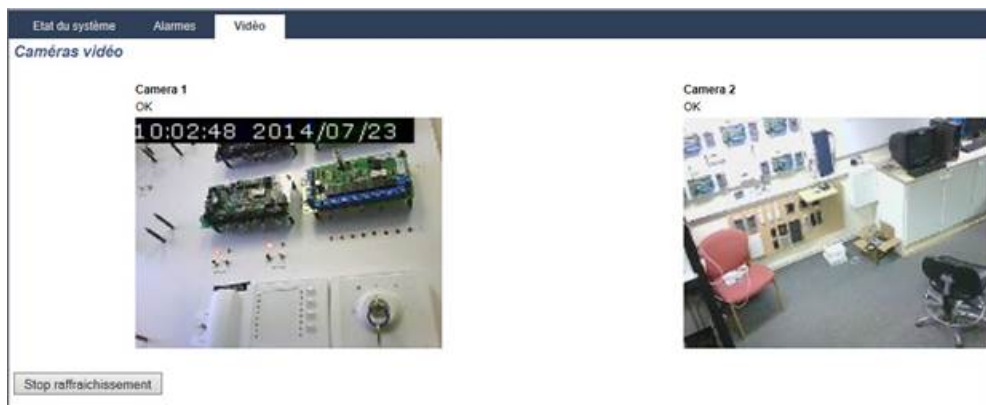 Etat du système Alarmes Vidèo
Caméras vidéo
Camera 1
OK
Camera 2
OK
10:02:48 2014/07/23
Stop raffraichissement